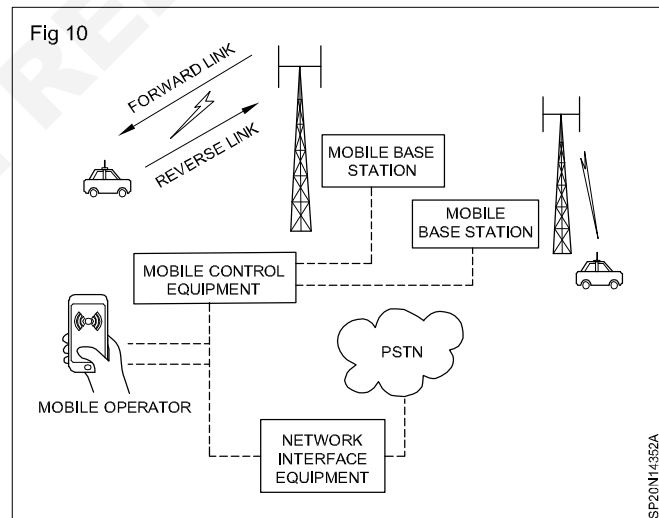 Fig 10
FORWARD LINK
REVERSE LINK
MOBILE BASE
STATION
MOBILE
BASE STATION
MOBILE CONTROL
EQUIPMENT
PSTN
MOBILE OPERATOR
NETWORK
INTERFACE
EQUIPMENT
SP20N14352A